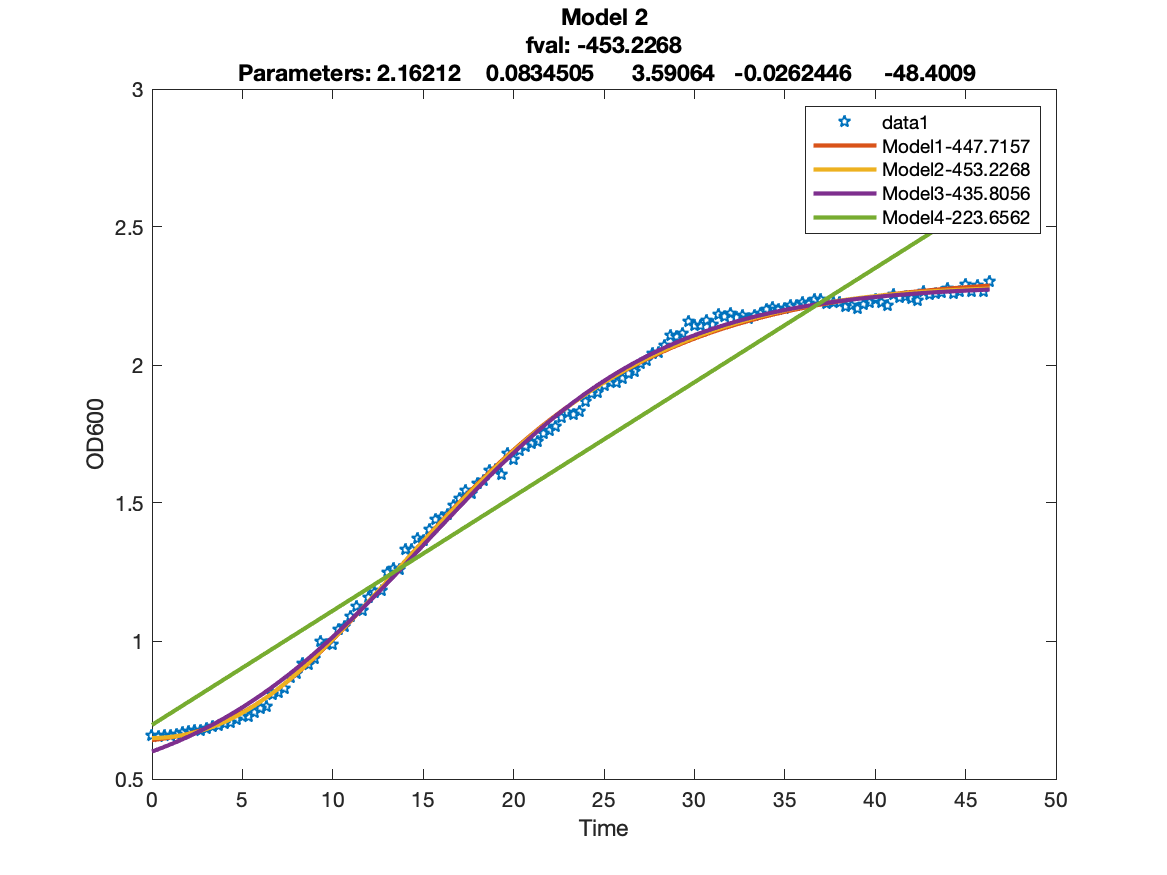 Model 2
fval: -453.2268
Parameters: 2.16212 0.0834505 3.59064 -0.0262446 -48.4009
3
2.5
2
1.5
1
0.5
OD600
0 5 10 15 20 25 30 35 40 45 50
Time
data1
Model1-447.7157
Model2-453.2268
Model3-435.8056
Model4-223.6562